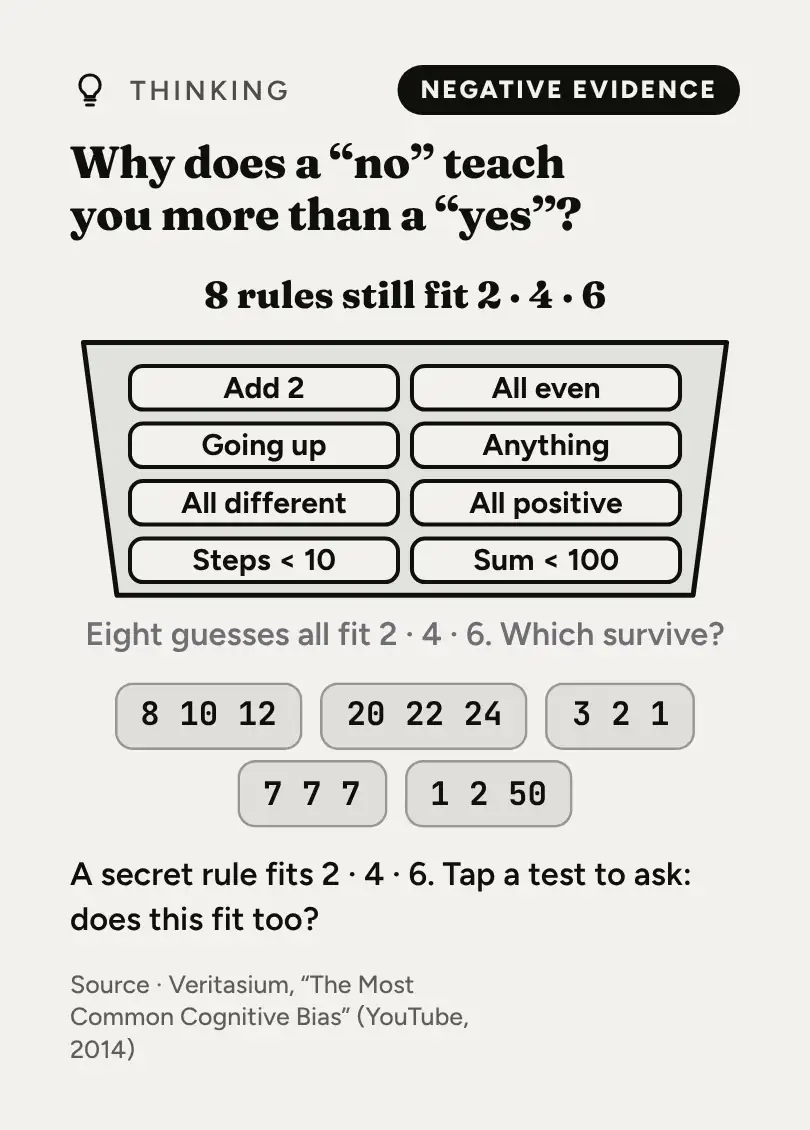 THINKING
NEGATIVE EVIDENCE
Why does a “no” teach
you more than a “yes”?
8 rules still fit 2 · 4 · 6
Add 2
All even
Going up
Anything
All different
All positive
Steps < 10
Sum < 100
Eight guesses all fit 2 · 4 · 6. Which survive?
8 10 12
20 22 24
3 2 1
7 7 7
1 2 50
A secret rule fits 2 · 4 · 6. Tap a test to ask:
does this fit too?
Source · Veritasium, “The Most
Common Cognitive Bias” (YouTube,
2014)